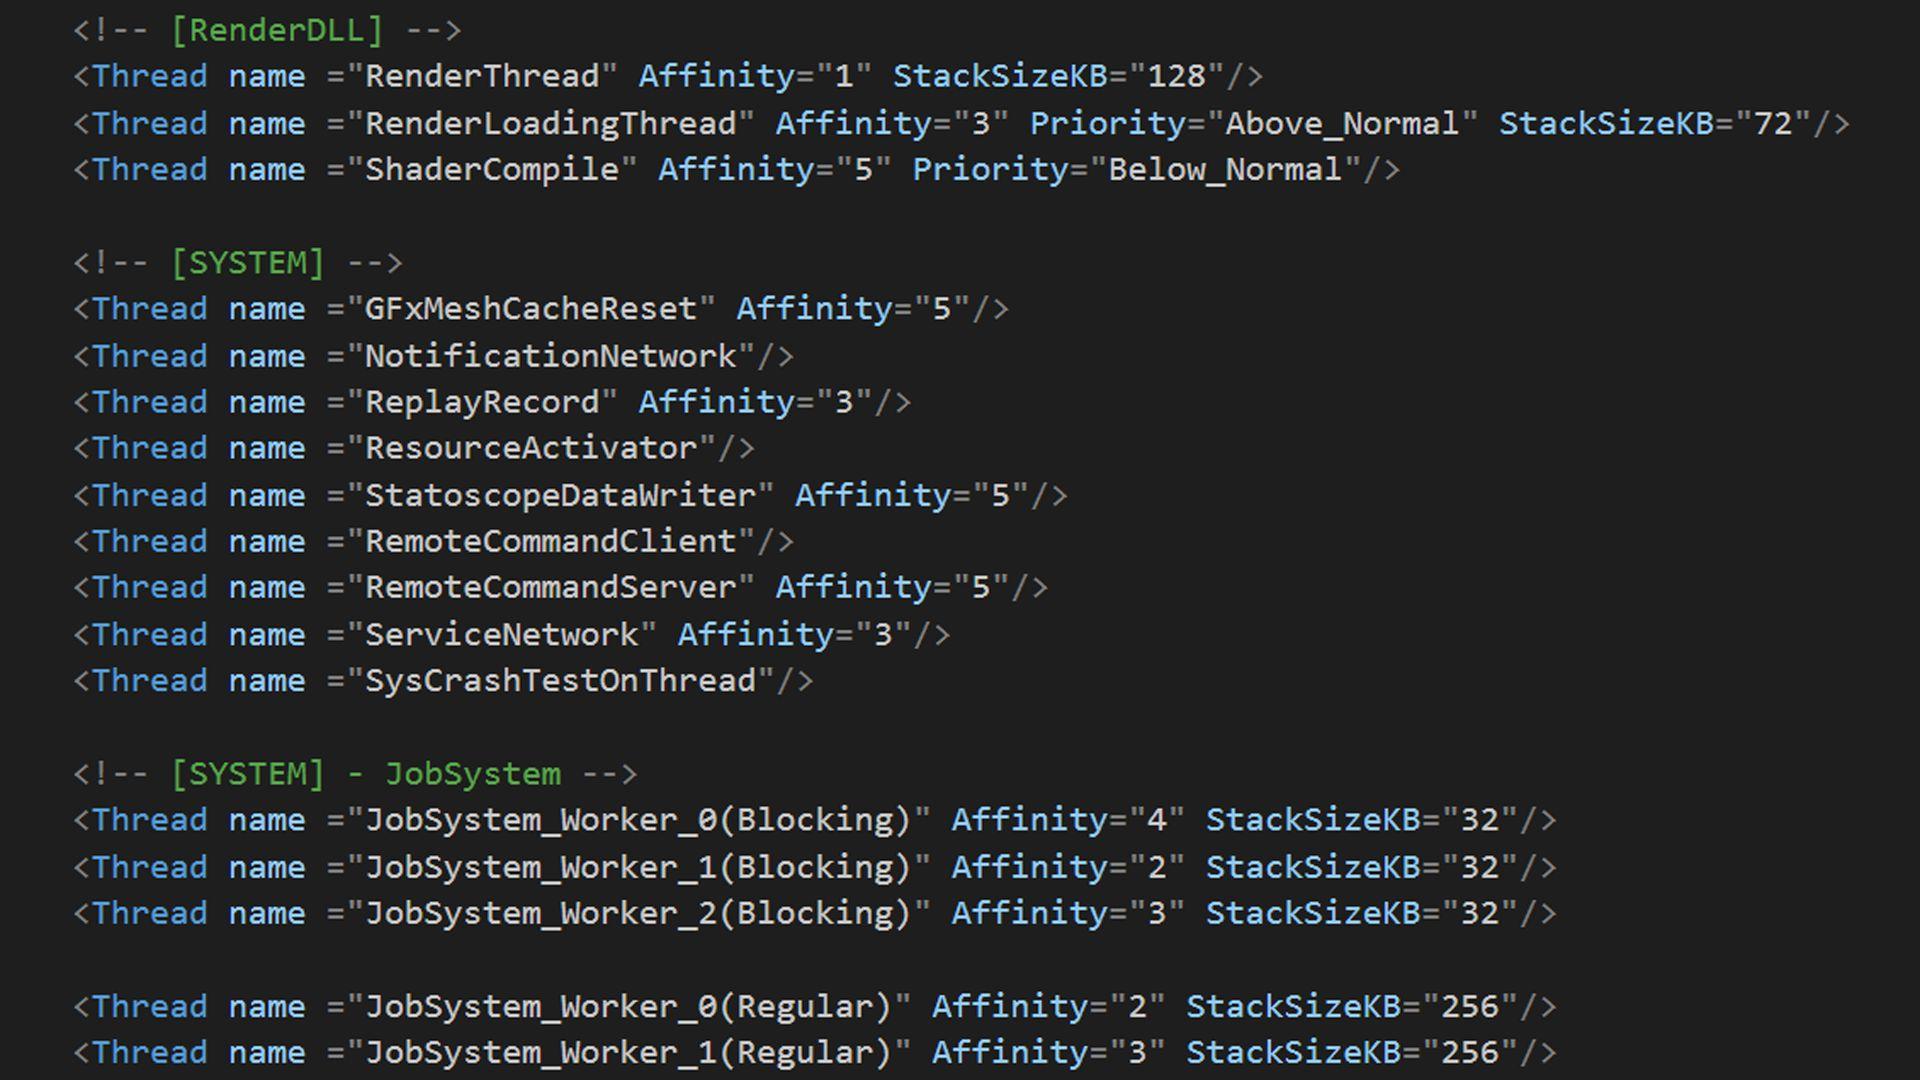 <!-- [RenderDLL] -->
<Thread name ="RenderThread" Affinity="1" StackSizeKB="128"/>
<Thread name ="RenderLoadingThread" Affinity="3" Priority="Above_Normal" StackSizeKB="72"/>
<Thread name ="ShaderCompile" Affinity="5" Priority="Below_Normal"/>
<!-- [SYSTEM] -->
<Thread name ="GFxMeshCacheReset" Affinity="5"/>
<Thread name ="NotificationNetwork"/>
<Thread name ="ReplayRecord" Affinity="3"/>
<Thread name ="ResourceActivator"/>
<Thread name ="StatoscopeDataWriter" Affinity="5"/>
<Thread name ="RemoteCommandClient"/>
<Thread name ="RemoteCommandServer" Affinity="5"/>
<Thread name ="ServiceNetwork" Affinity="3"/>
<Thread name ="SysCrashTestOnThread"/>
<!-- [SYSTEM] - JobSystem -->
<Thread name ="JobSystem_Worker_0(Blocking)" Affinity="4" StackSizeKB="32"/>
<Thread name ="JobSystem_Worker_1(Blocking)" Affinity="2" StackSizeKB="32"/>
<Thread name ="JobSystem_Worker_2(Blocking)" Affinity="3" StackSizeKB="32"/>
<Thread name ="JobSystem_Worker_0(Regular)" Affinity="2" StackSizeKB="256"/>
<Thread name ="JobSystem_Worker_1(Regular)" Affinity="3" StackSizeKB="256"/>